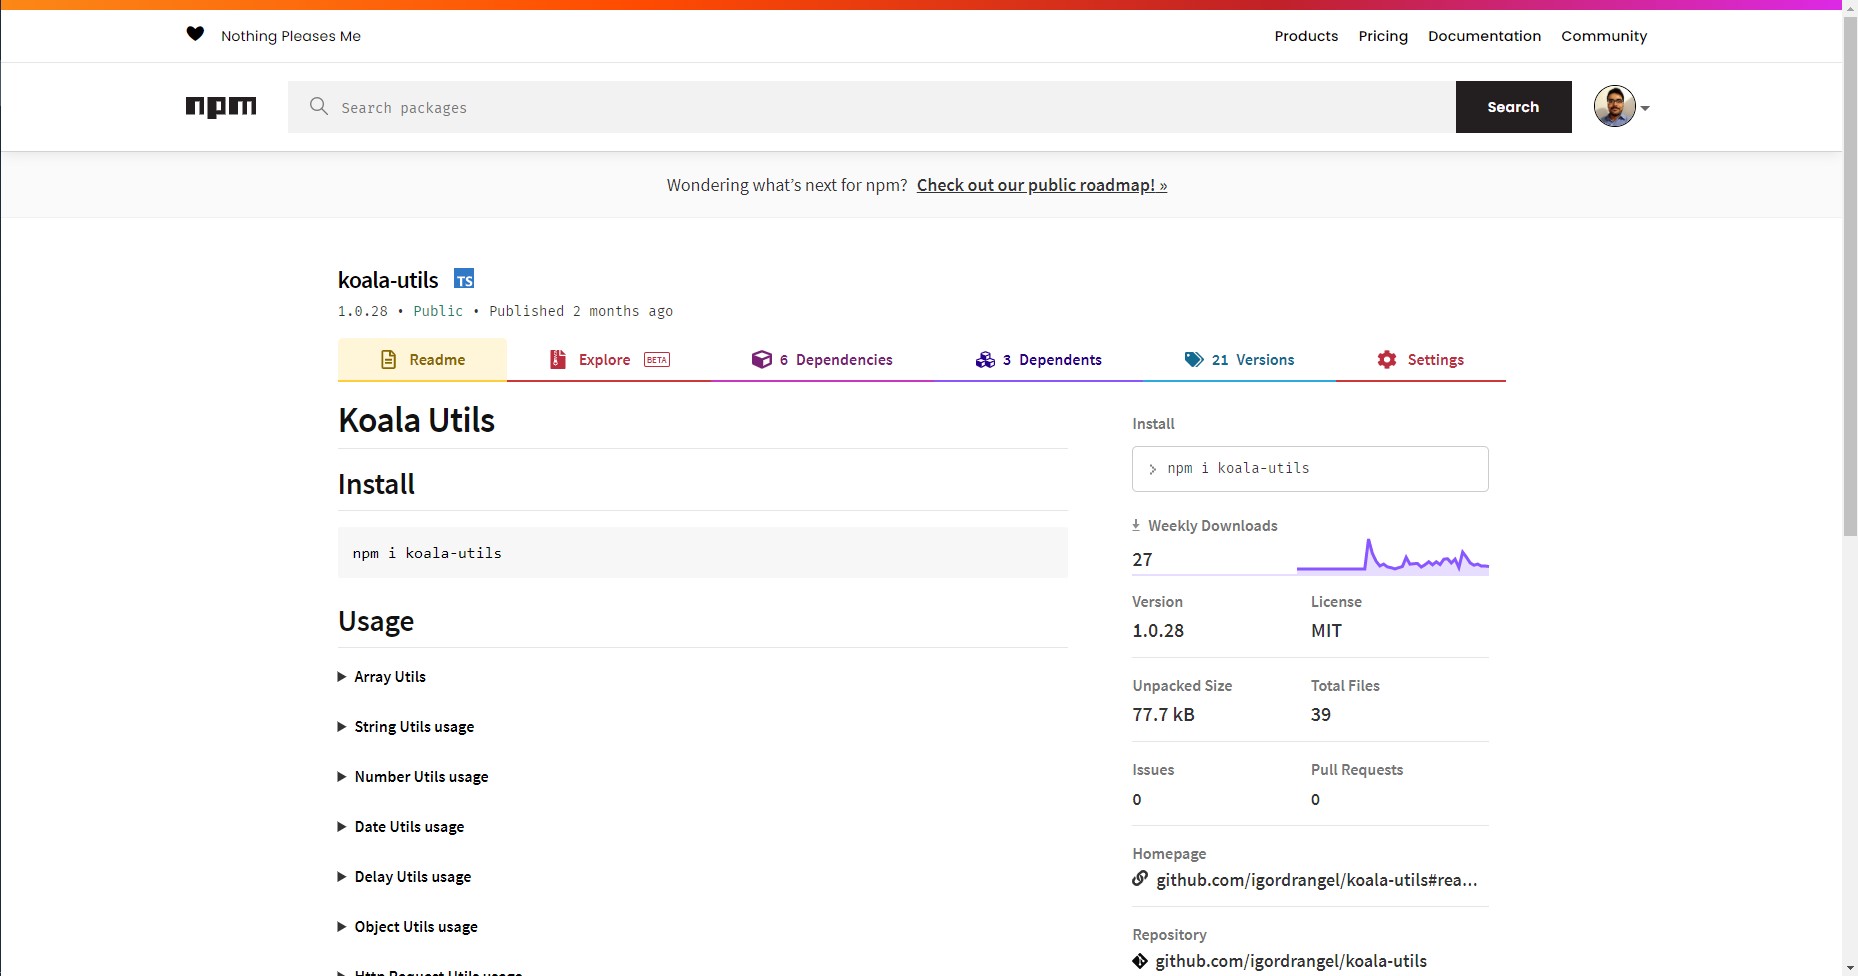 Nothing Pleases Me
Products Pricing Documentation Community
npm
Search packages
Search
Wondering what’s next for npm? Check out our public roadmap! »
koala-utils TS
1.0.28 • Public • Published 2 months ago
Readme
Explore BETA
6 Dependencies
3 Dependents
21 Versions
Settings
Koala Utils
Install
npm i koala-utils
Usage
Array Utils
String Utils usage
Number Utils usage
Date Utils usage
Delay Utils usage
Object Utils usage
Http Request Utils usage
Install
npm i koala-utils
Weekly Downloads
27
Version License
1.0.28 MIT
Unpacked Size Total Files
77.7 kB 39
Issues Pull Requests
0 0
Homepage
github.com/igordrangel/koala-utils#rea...
Repository
github.com/igordrangel/koala-utils